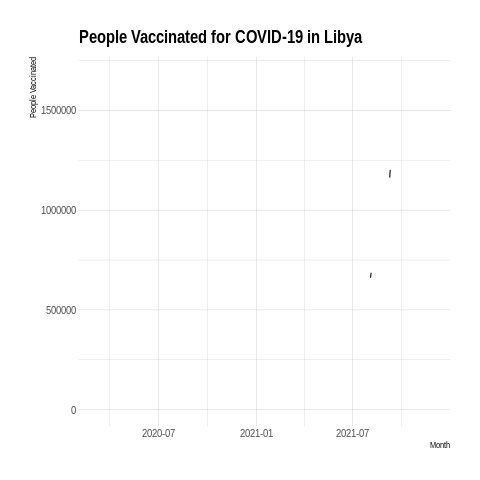 People Vaccinated for COVID-19 in Libya
People Vaccinated
1500000
1000000
500000
0
2020-07 2021-01 2021-07
Month